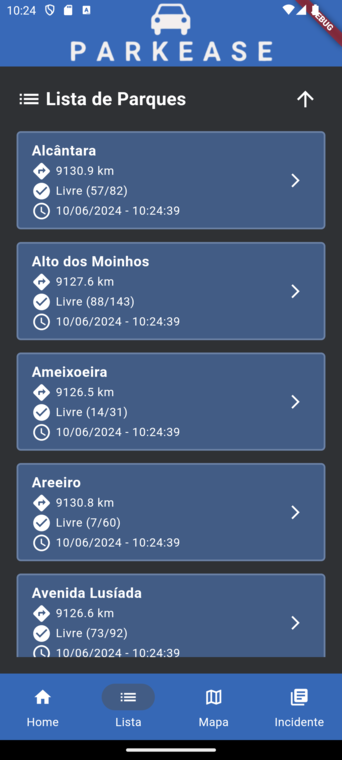 10:24
DEBUG
PARKEASE
Lista de Parques
Alcântara
9130.9 km
Livre (57/82)
10/06/2024 - 10:24:39
Alto dos Moinhos
9127.6 km
Livre (88/143)
10/06/2024 - 10:24:39
Ameixoeira
9126.5 km
Livre (14/31)
10/06/2024 - 10:24:39
Areeiro
9130.8 km
Livre (7/60)
10/06/2024 - 10:24:39
Avenida Lusíada
9126.6 km
Livre (73/92)
10/06/2024 - 10:24:39
Home
Lista
Mapa
Incidente